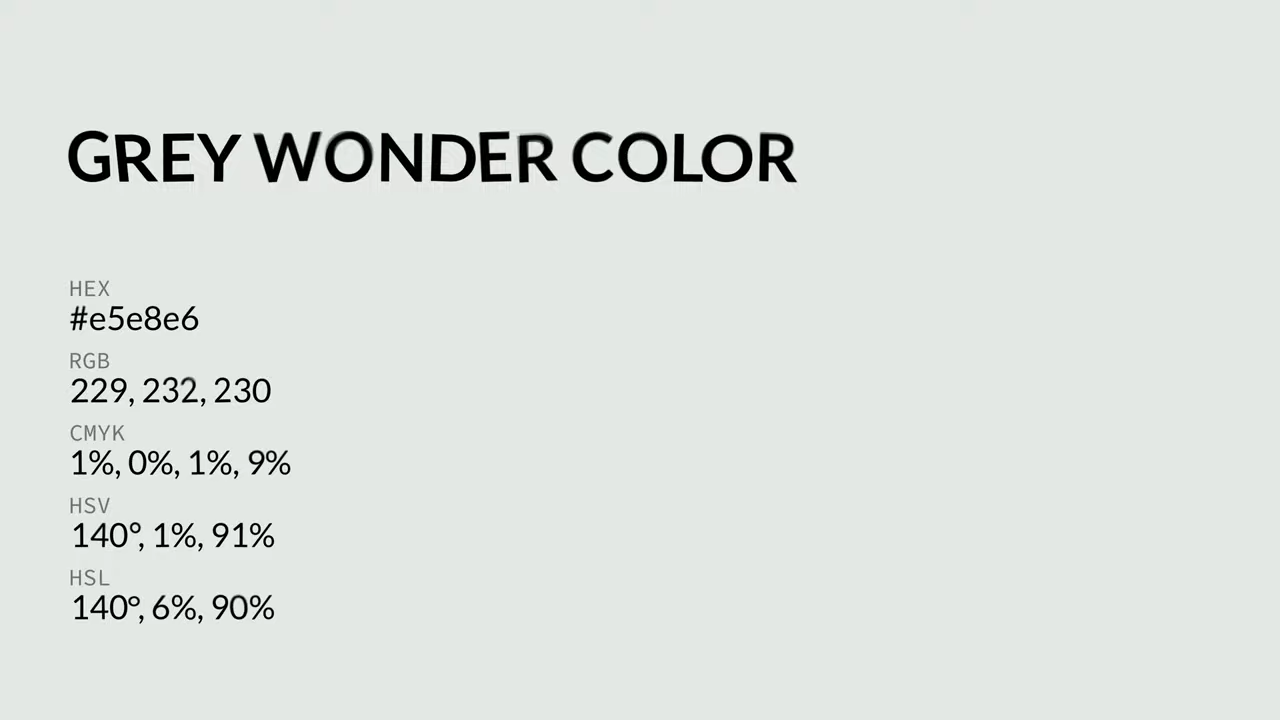 GREY WONDER COLOR
HEX
#e5e8e6
RGB
229, 232, 230
CMYK
1%, 0%, 1%, 9%
HSV
140°, 1%, 91%
HSL
140°, 6%, 90%